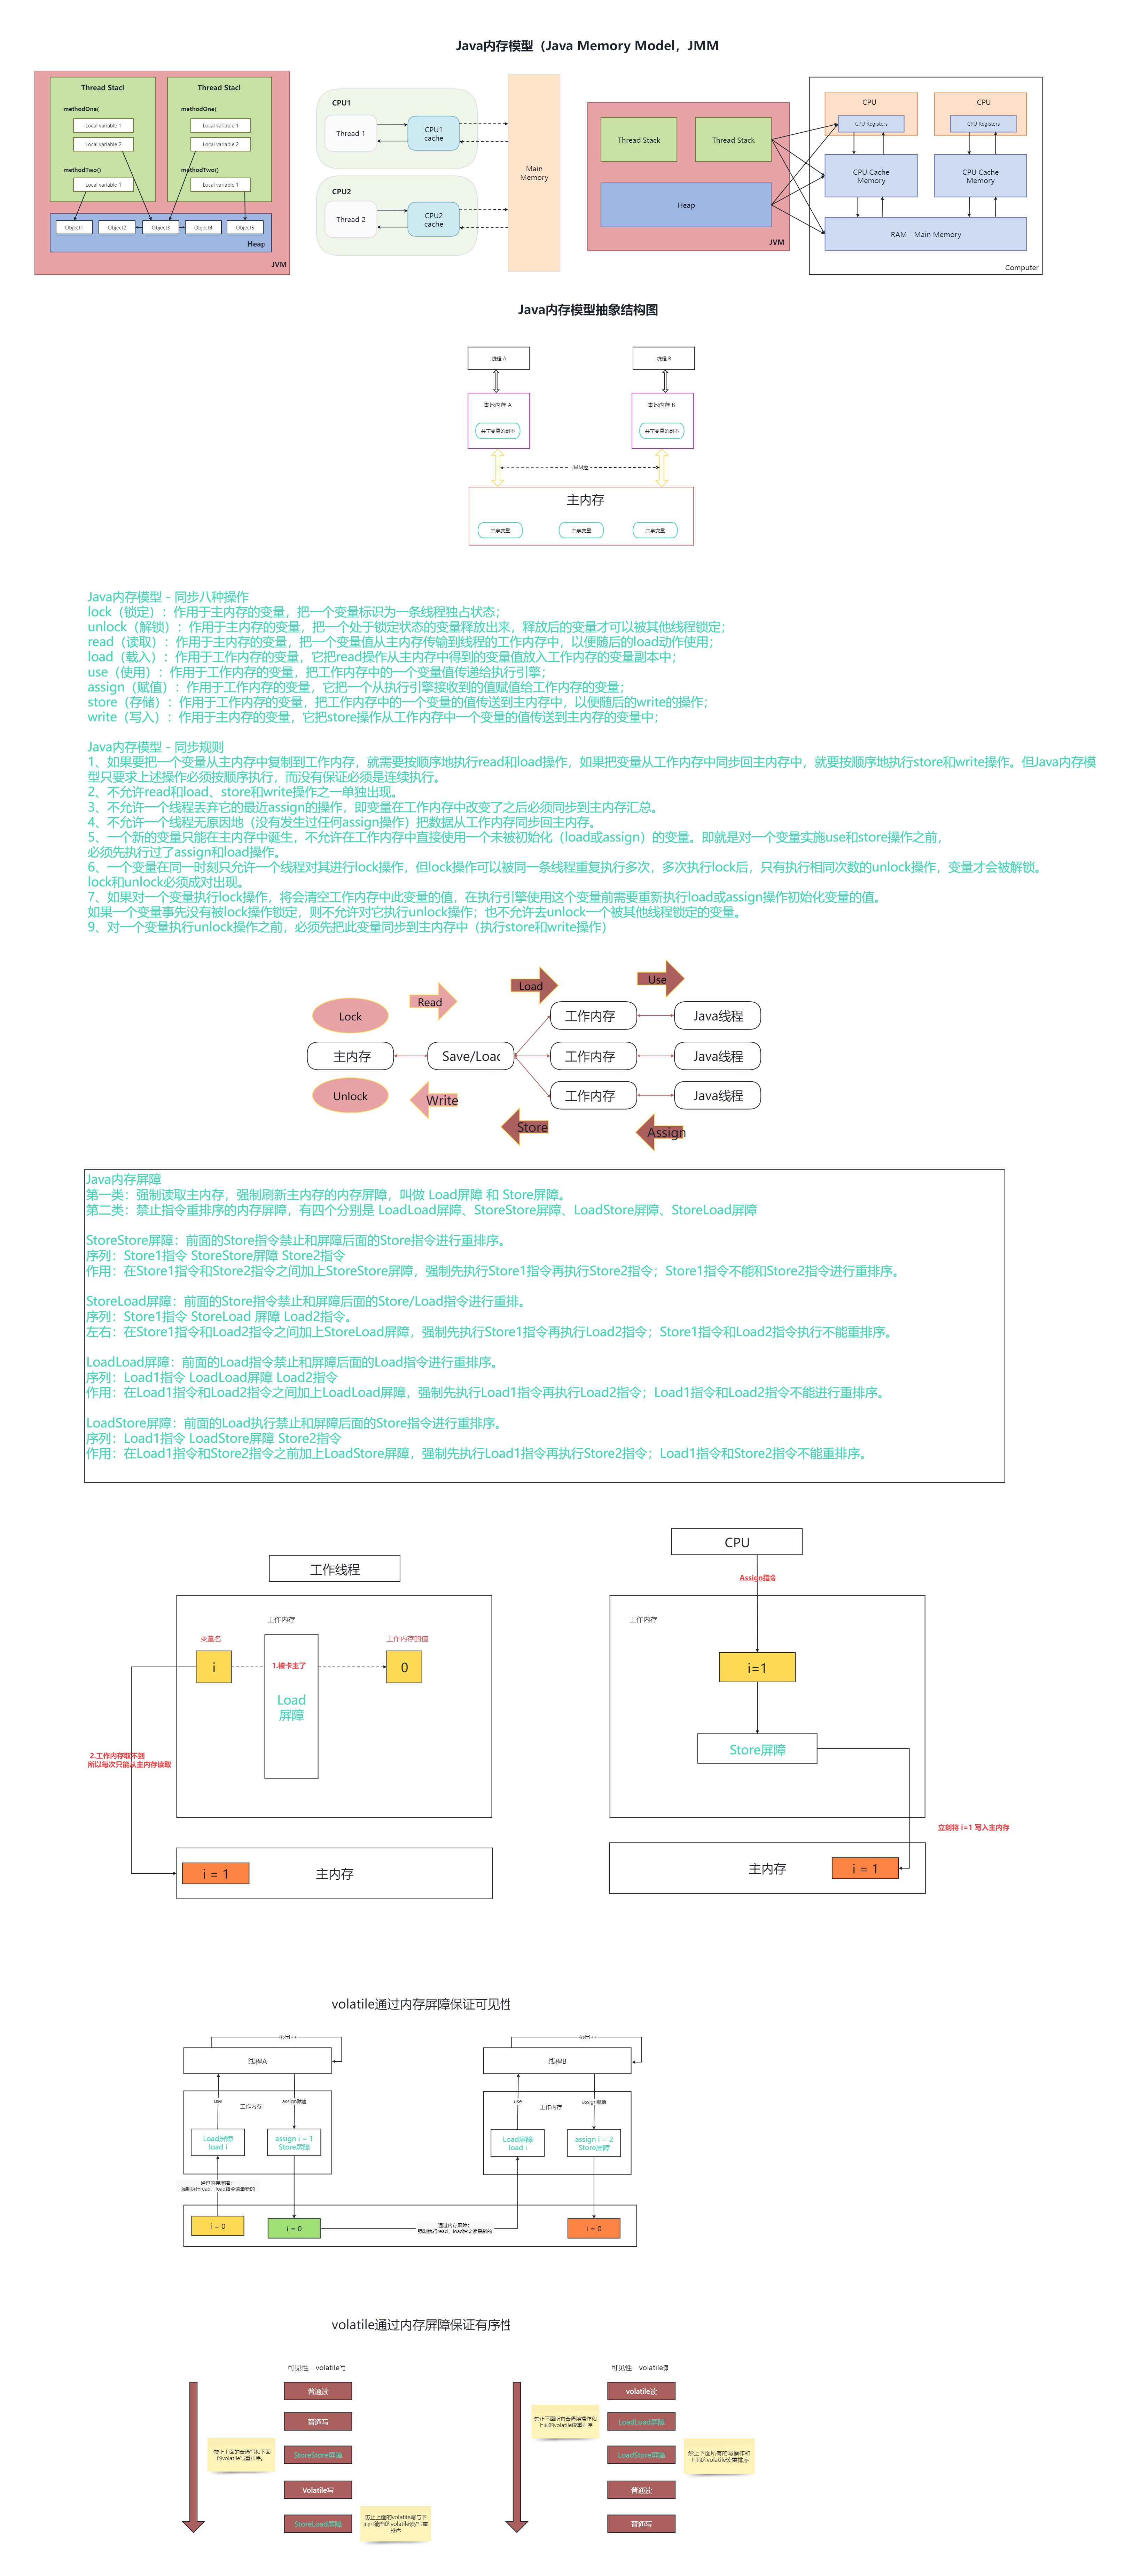 Java内存模型（Java Memory Model，JMM
Thread Stacl
methodOne(
Local variable 1
Local variable 2
methodTwo()
Local variable 1
Thread Stacl
methodOne(
Local variable 1
Local variable 2
methodTwo()
Local variable 1
Object1
Object2
Object3
Object4
Object5
Heap
JVM
CPU1
Thread 1
CPU1
cache
CPU2
Thread 2
CPU2
cache
Main
Memory
Thread Stack
Thread Stack
Heap
JVM
CPU
CPU Registers
CPU Cache
Memory
CPU
CPU Registers
CPU Cache
Memory
RAM - Main Memory
Computer
Java内存模型抽象结构图
线程 A
线程 B
本地内存 A
共享变量的副本
本地内存 B
共享变量的副本
JMM控
主内存
共享变量
共享变量
共享变量
Java内存模型 - 同步八种操作
lock（锁定）：作用于主内存的变量，把一个变量标识为一条线程独占状态；
unlock（解锁）：作用于主内存的变量，把一个处于锁定状态的变量释放出来，释放后的变量才可以被其他线程锁定；
read（读取）：作用于主内存的变量，把一个变量值从主内存传输到线程的工作内存中，以便随后的load动作使用；
load（载入）：作用于工作内存的变量，它把read操作从主内存中得到的变量值放入工作内存的变量副本中；
use（使用）：作用于工作内存的变量，把工作内存中的一个变量值传递给执行引擎；
assign（赋值）：作用于工作内存的变量，它把一个从执行引擎接收到的值赋值给工作内存的变量；
store（存储）：作用于工作内存的变量，把工作内存中的一个变量的值传送到主内存中，以便随后的write的操作；
write（写入）：作用于主内存的变量，它把store操作从工作内存中一个变量的值传送到主内存的变量中；
Java内存模型 - 同步规则
1、如果要把一个变量从主内存中复制到工作内存，就需要按顺序地执行read和load操作，如果把变量从工作内存中同步回主内存中，就要按顺序地执行store和write操作。但Java内存模
型只要求上述操作必须按顺序执行，而没有保证必须是连续执行。
2、不允许read和load、store和write操作之一单独出现。
3、不允许一个线程丢弃它的最近assign的操作，即变量在工作内存中改变了之后必须同步到主内存汇总。
4、不允许一个线程无原因地（没有发生过任何assign操作）把数据从工作内存同步回主内存。
5、一个新的变量只能在主内存中诞生，不允许在工作内存中直接使用一个未被初始化（load或assign）的变量。即就是对一个变量实施use和store操作之前，
必须先执行过了assign和load操作。
6、一个变量在同一时刻只允许一个线程对其进行lock操作，但lock操作可以被同一条线程重复执行多次，多次执行lock后，只有执行相同次数的unlock操作，变量才会被解锁。
lock和unlock必须成对出现。
7、如果对一个变量执行lock操作，将会清空工作内存中此变量的值，在执行引擎使用这个变量前需要重新执行load或assign操作初始化变量的值。
如果一个变量事先没有被lock操作锁定，则不允许对它执行unlock操作；也不允许去unlock一个被其他线程锁定的变量。
9、对一个变量执行unlock操作之前，必须先把此变量同步到主内存中（执行store和write操作）
Lock
Read
Load
Use
主内存
Save/Load
工作内存
Java线程
工作内存
Java线程
工作内存
Java线程
Unlock
Write
Store
Assign
Java内存屏障
第一类：强制读取主内存，强制刷新主内存的内存屏障，叫做 Load屏障 和 Store屏障。
第二类：禁止指令重排序的内存屏障，有四个分别是 LoadLoad屏障、StoreStore屏障、LoadStore屏障、StoreLoad屏障
StoreStore屏障：前面的Store指令禁止和屏障后面的Store指令进行重排序。
序列：Store1指令 StoreStore屏障 Store2指令
作用：在Store1指令和Store2指令之间加上StoreStore屏障，强制先执行Store1指令再执行Store2指令；Store1指令不能和Store2指令进行重排序。
StoreLoad屏障：前面的Store指令禁止和屏障后面的Store/Load指令进行重排。
序列：Store1指令 StoreLoad 屏障 Load2指令。
左右：在Store1指令和Load2指令之间加上StoreLoad屏障，强制先执行Store1指令再执行Load2指令；Store1指令和Load2指令执行不能重排序。
LoadLoad屏障：前面的Load指令禁止和屏障后面的Load指令进行重排序。
序列：Load1指令 LoadLoad屏障 Load2指令
作用：在Load1指令和Load2指令之间加上LoadLoad屏障，强制先执行Load1指令再执行Load2指令；Load1指令和Load2指令不能进行重排序。
LoadStore屏障：前面的Load执行禁止和屏障后面的Store指令进行重排序。
序列：Load1指令 LoadStore屏障 Store2指令
作用：在Load1指令和Store2指令之前加上LoadStore屏障，强制先执行Load1指令再执行Store2指令；Load1指令和Store2指令不能重排序。
工作线程
工作内存
变量名
i
1.被卡主了
Load
屏障
工作内存的值
0
2.工作内存取不到
所以每次只能从主内存读取
i = 1
主内存
CPU
Assign指令
工作内存
i=1
Store屏障
立刻将 i=1 写入主内存
主内存
i = 1
volatile通过内存屏障保证可见性
执行i++
线程A
use
工作内存
assign赋值
Load屏障
load i
assign i = 1
Store屏障
通过内存屏障；
强制执行read、load指令读最新的
i = 0
i = 0
执行i++
线程B
use
工作内存
assign赋值
Load屏障
load i
assign i = 2
Store屏障
通过内存屏障；
强制执行read、load指令读最新的
i = 0
volatile通过内存屏障保证有序性
可见性 - volatile写
普通读
普通写
StoreStore屏障
Volatile写
StoreLoad屏障
禁止上面的普通写和下面
的volatile写重排序。
防止上面的volatile写与下
面可能有的volatile读/写重
排序
可见性 - volatile读
volatile读
LoadLoad屏障
LoadStore屏障
普通读
普通写
禁止下面所有普通读操作和
上面的volatile读重排序
禁止下面所有的写操作和
上面的volatile读重排序